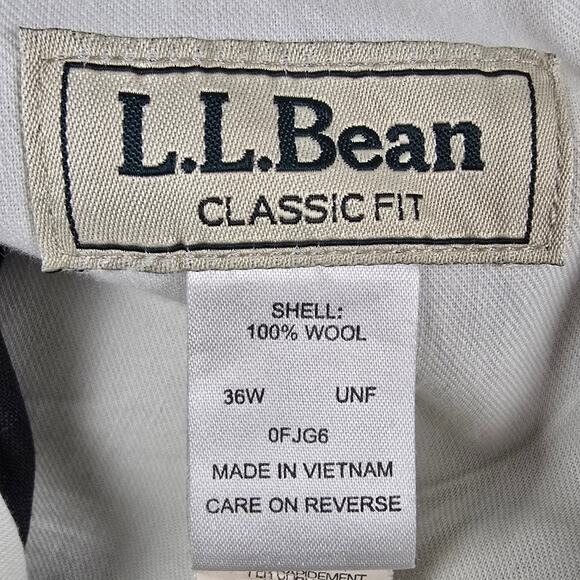 L.L.Bean
CLASSIC FIT
SHELL:
100% WOOL
36W UNF
0FJG6
MADE IN VIETNAM
CARE ON REVERSE